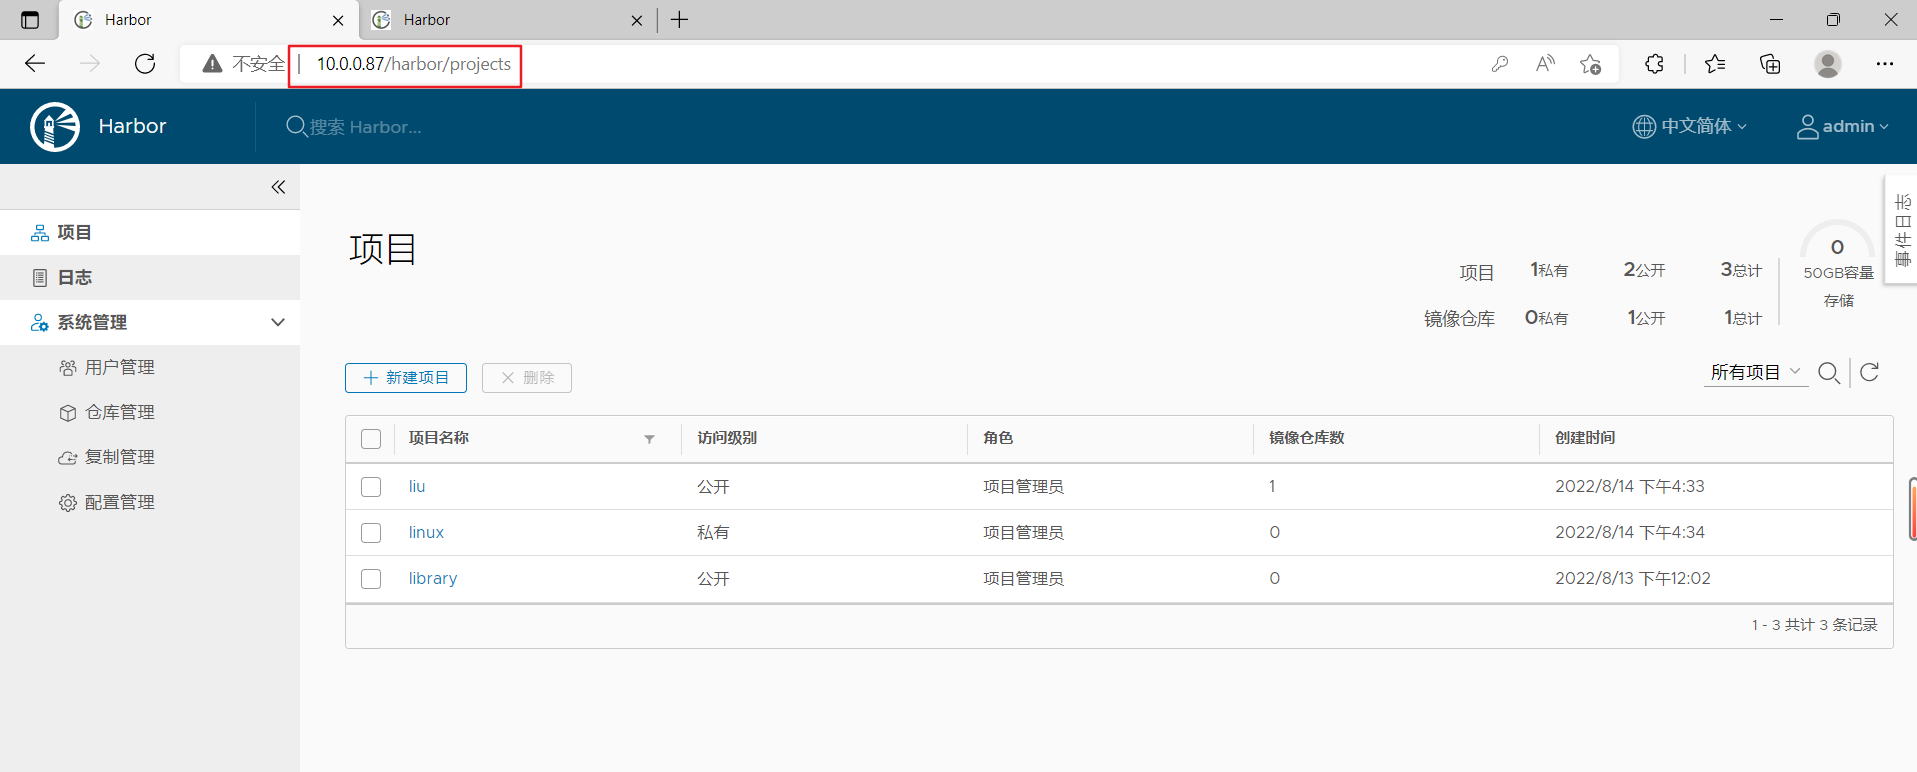 Harbor
Harbor
不安全 10.0.0.87/harbor/projects
Harbor
搜索 Harbor...
中文简体
admin
项目
日志
系统管理
用户管理
仓库管理
复制管理
配置管理
项目
项目 1私有 2公开 3总计
镜像仓库 0私有 1公开 1总计
0
50GB容量
存储
事件日志
新建项目
删除
所有项目
项目名称 访问级别 角色 镜像仓库数 创建时间
liu 公开 项目管理员 1 2022/8/14 下午4:33
linux 私有 项目管理员 0 2022/8/14 下午4:34
library 公开 项目管理员 0 2022/8/13 下午12:02
1 - 3 共计 3 条记录